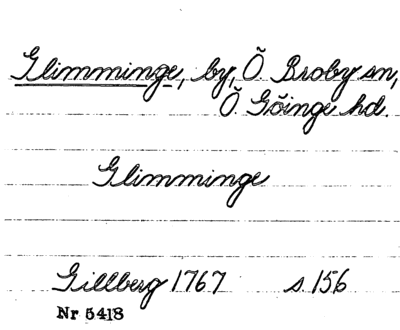 Glimminge, by, Ö. Broby sn,
Ö. Göinge hd.
Glimminge
Gillberg 1767 s. 156
Nr 5418